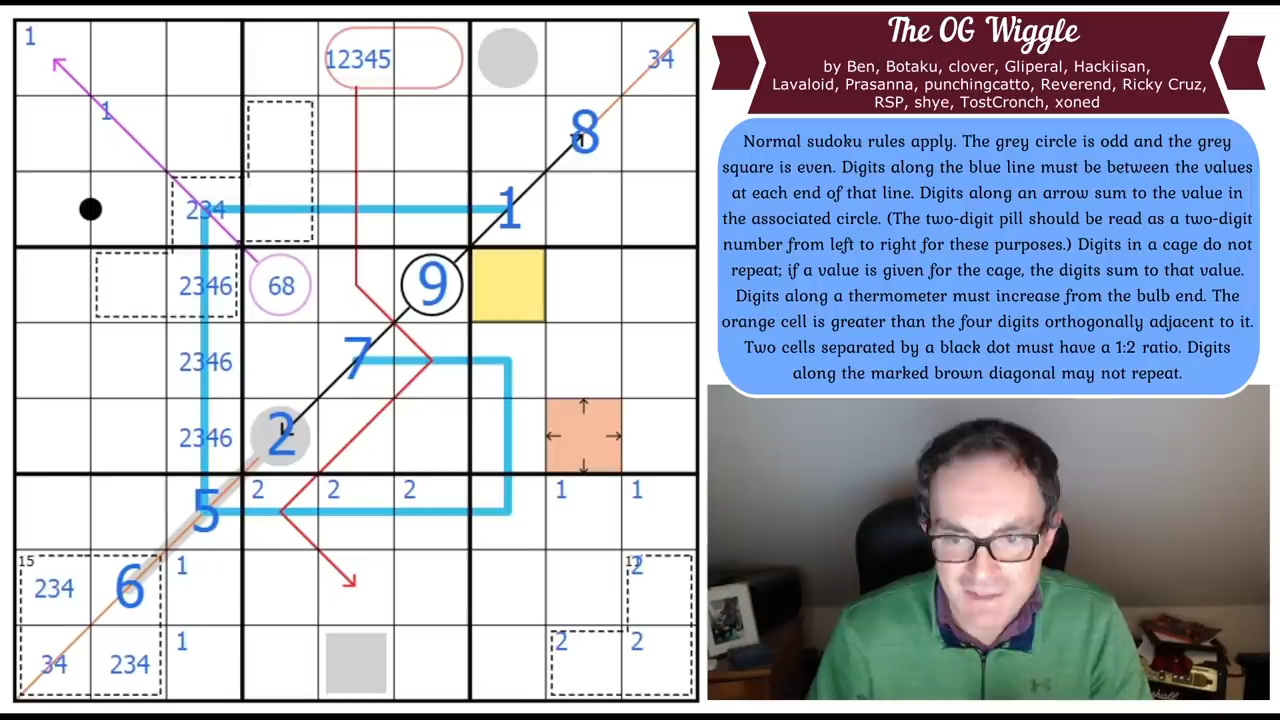 The OG Wiggle
by Ben, Botaku, clover, Gliperal, Hackiisan,
Lavaloid, Prasanna, punchingcatto, Reverend, Ricky Cruz,
RSP, shye, TostCronch, xoned
Normal sudoku rules apply. The grey circle is odd and the grey
square is even. Digits along the blue line must be between the values
at each end of that line. Digits along an arrow sum to the value in
the associated circle. (The two-digit pill should be read as a two-digit
number from left to right for these purposes.) Digits in a cage do not
repeat; if a value is given for the cage, the digits sum to that value.
Digits along a thermometer must increase from the bulb end. The
orange cell is greater than the four digits orthogonally adjacent to it.
Two cells separated by a black dot must have a 1:2 ratio. Digits
along the marked brown diagonal may not repeat.
1 12345 34
1 8
234 1
2346 68 9
2346 7
2346 2
5 2 2 2 1 1
15 234 6 1 2
34 234 1 2 2